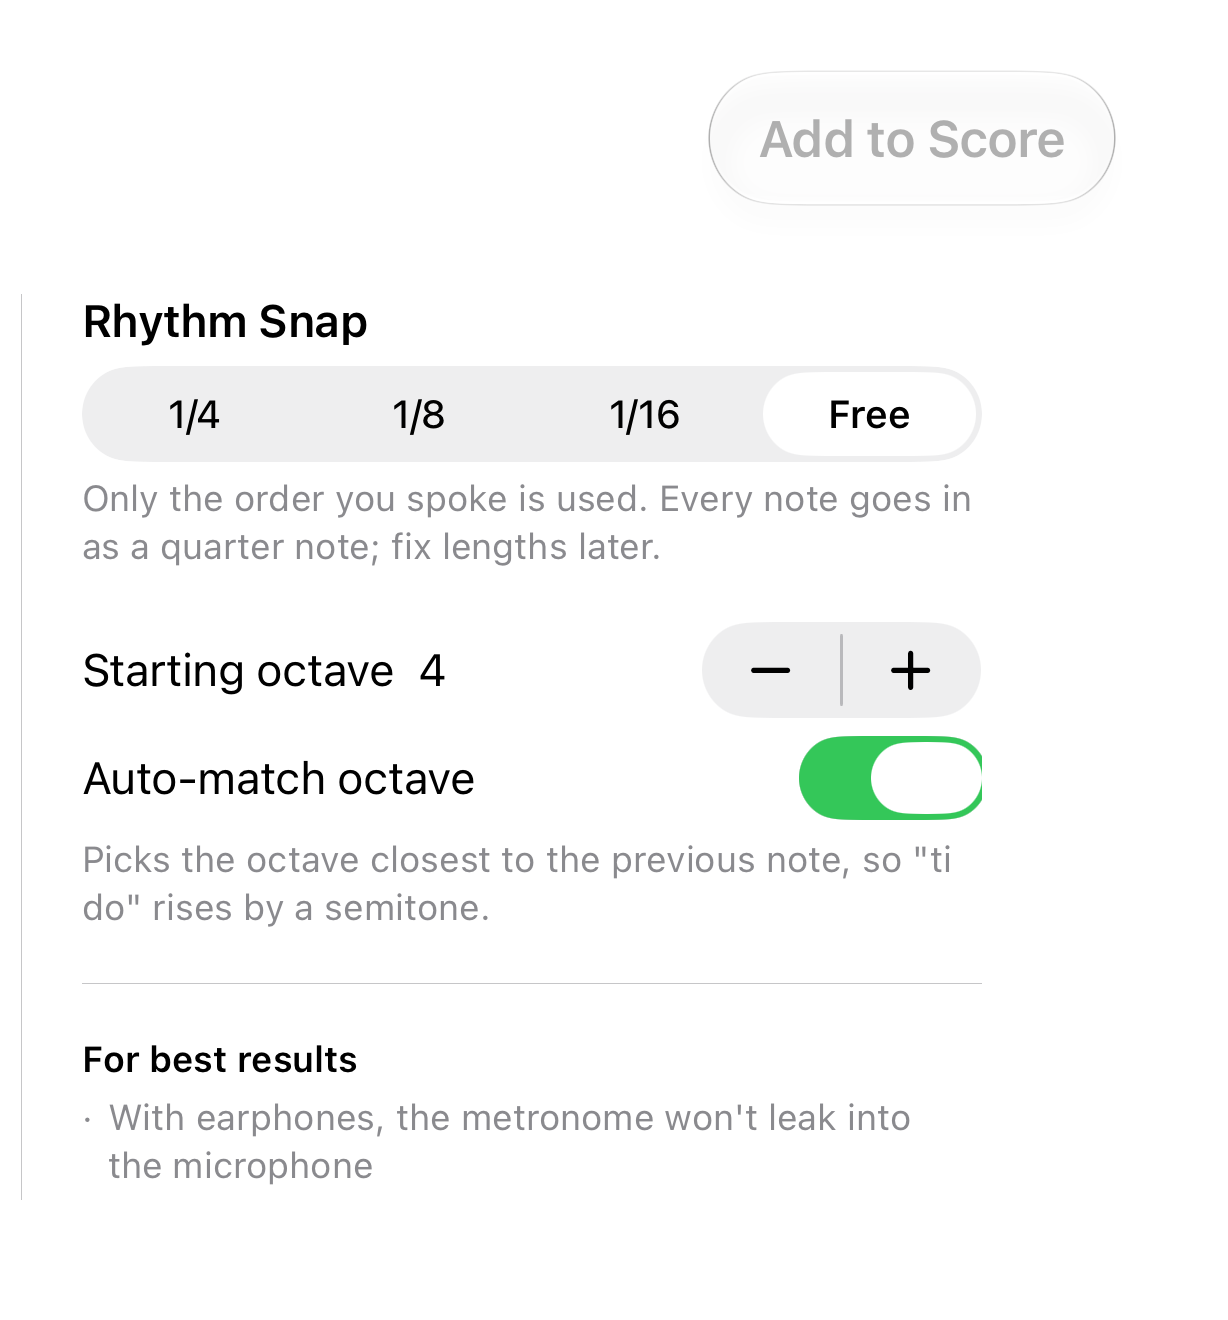 Add to Score
Rhythm Snap
1/4 1/8 1/16 Free
Only the order you spoke is used. Every note goes in
as a quarter note; fix lengths later.
Starting octave 4
Auto-match octave
Picks the octave closest to the previous note, so "ti
do" rises by a semitone.
For best results
· With earphones, the metronome won't leak into
the microphone